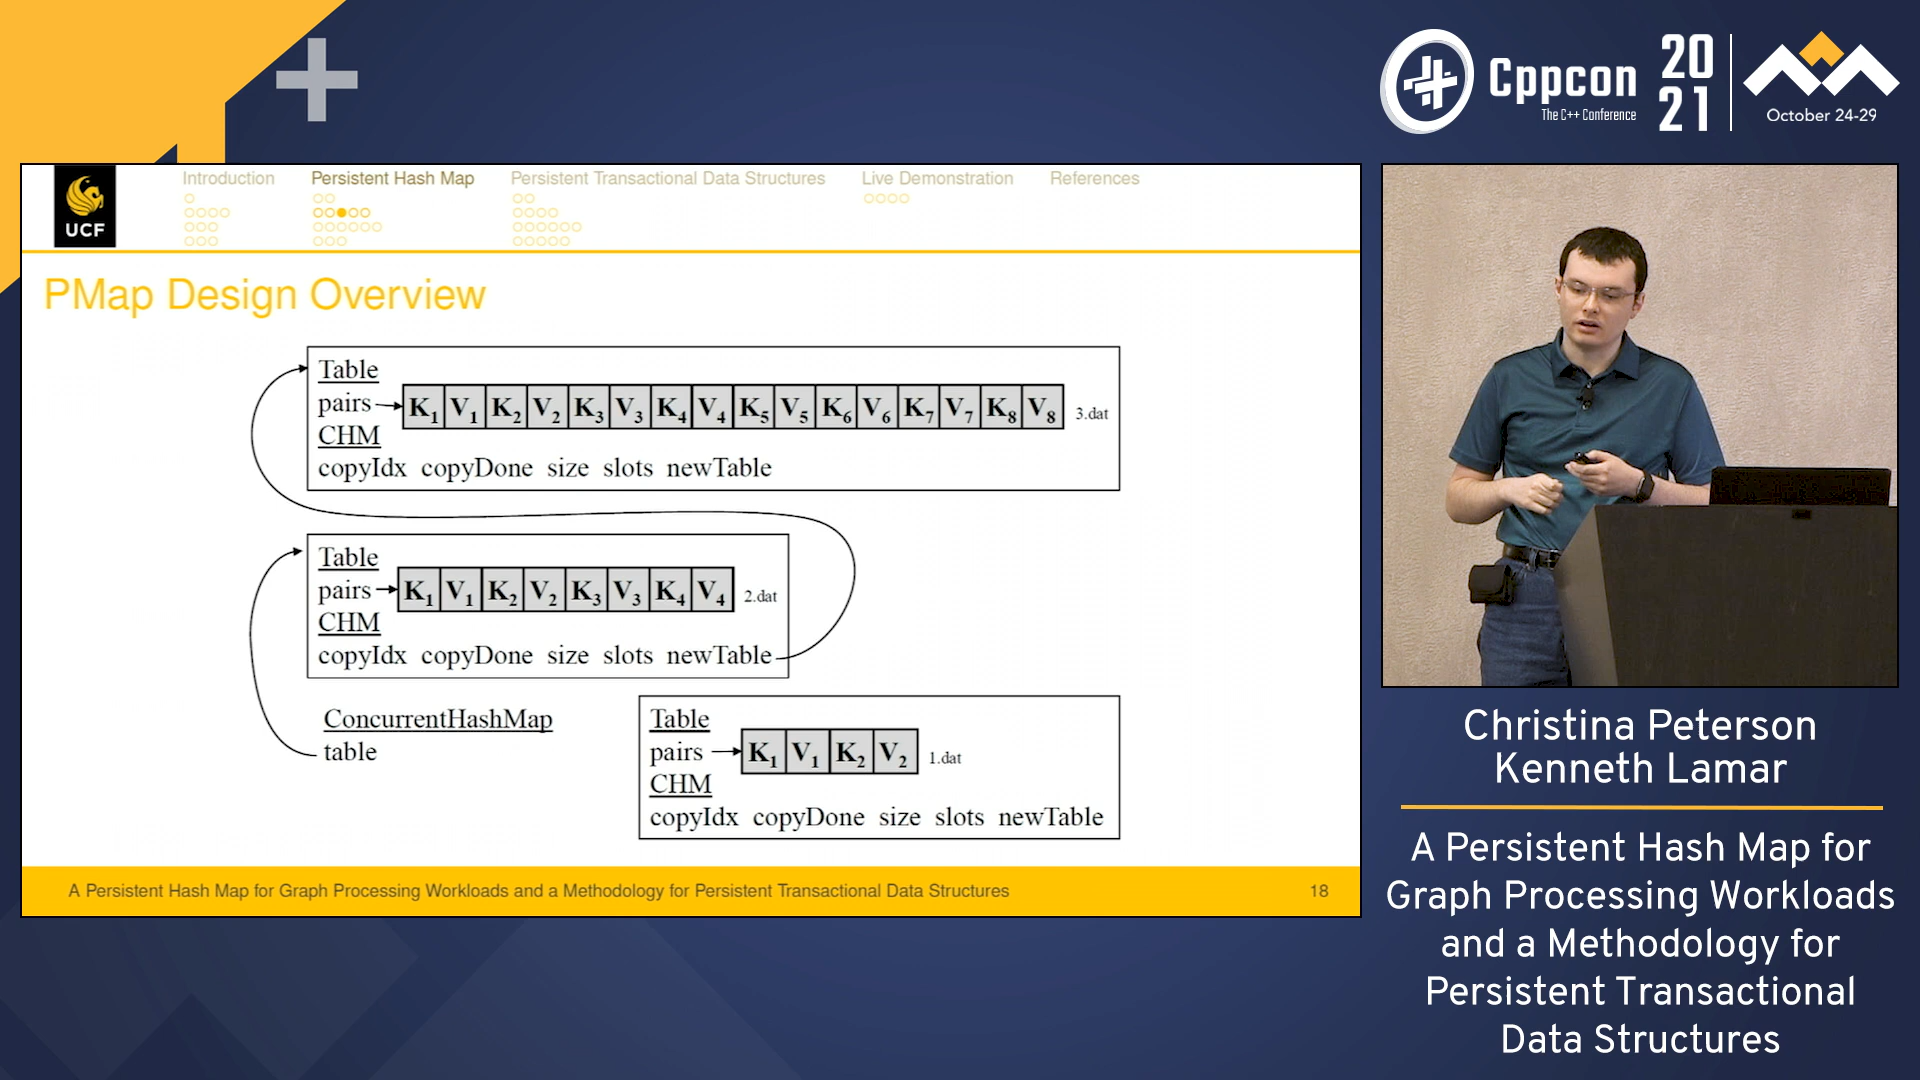 Cppcon
The C++ Conference
20
21
October 24-29
UCF
Introduction
Persistent Hash Map
Persistent Transactional Data Structures
Live Demonstration
References
PMap Design Overview
Table
pairs
K1 V1 K2 V2 K3 V3 K4 V4 K5 V5 K6 V6 K7 V7 K8 V8
3.dat
CHM
copyIdx copyDone size slots newTable
Table
pairs
K1 V1 K2 V2 K3 V3 K4 V4
2.dat
CHM
copyIdx copyDone size slots newTable
ConcurrentHashMap
table
Table
pairs
K1 V1 K2 V2
1.dat
CHM
copyIdx copyDone size slots newTable
A Persistent Hash Map for Graph Processing Workloads and a Methodology for Persistent Transactional Data Structures
18
Christina Peterson
Kenneth Lamar
A Persistent Hash Map for
Graph Processing Workloads
and a Methodology for
Persistent Transactional
Data Structures